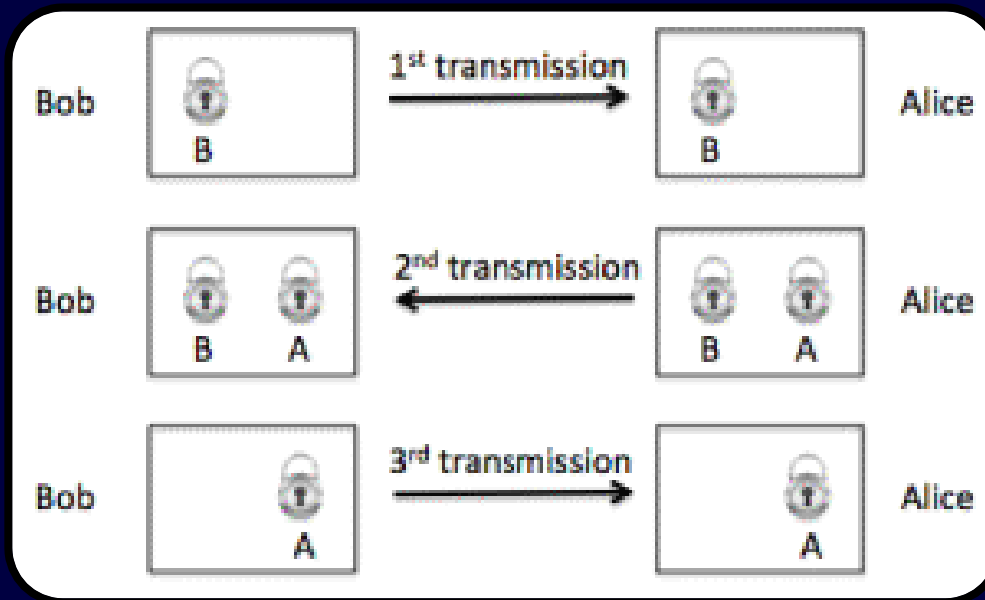 1st transmission
Bob Alice
B B
2nd transmission
Bob Alice
B A B A
3rd transmission
Bob Alice
A A